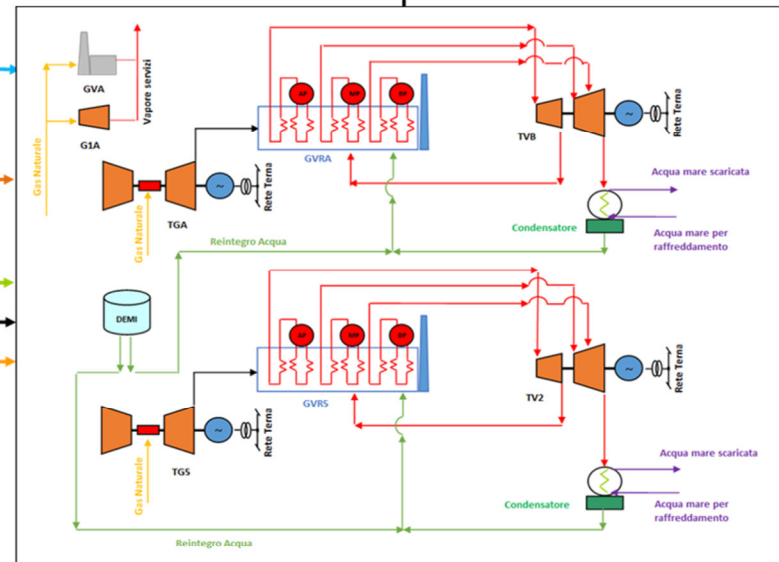 GVA
G1A
Vapore servizi
Gas Naturale
TGA
Gas Naturale
Rete Terna
AP
MP
BP
GVRA
TVB
Rete Terna
Acqua mare scaricata
Condensatore
Acqua mare per
raffreddamento
Reintegro Acqua
DEMI
AP
MP
BP
GVR5
TV2
Rete Terna
TG5
Gas Naturale
Rete Terna
Acqua mare scaricata
Condensatore
Acqua mare per
raffreddamento
Reintegro Acqua